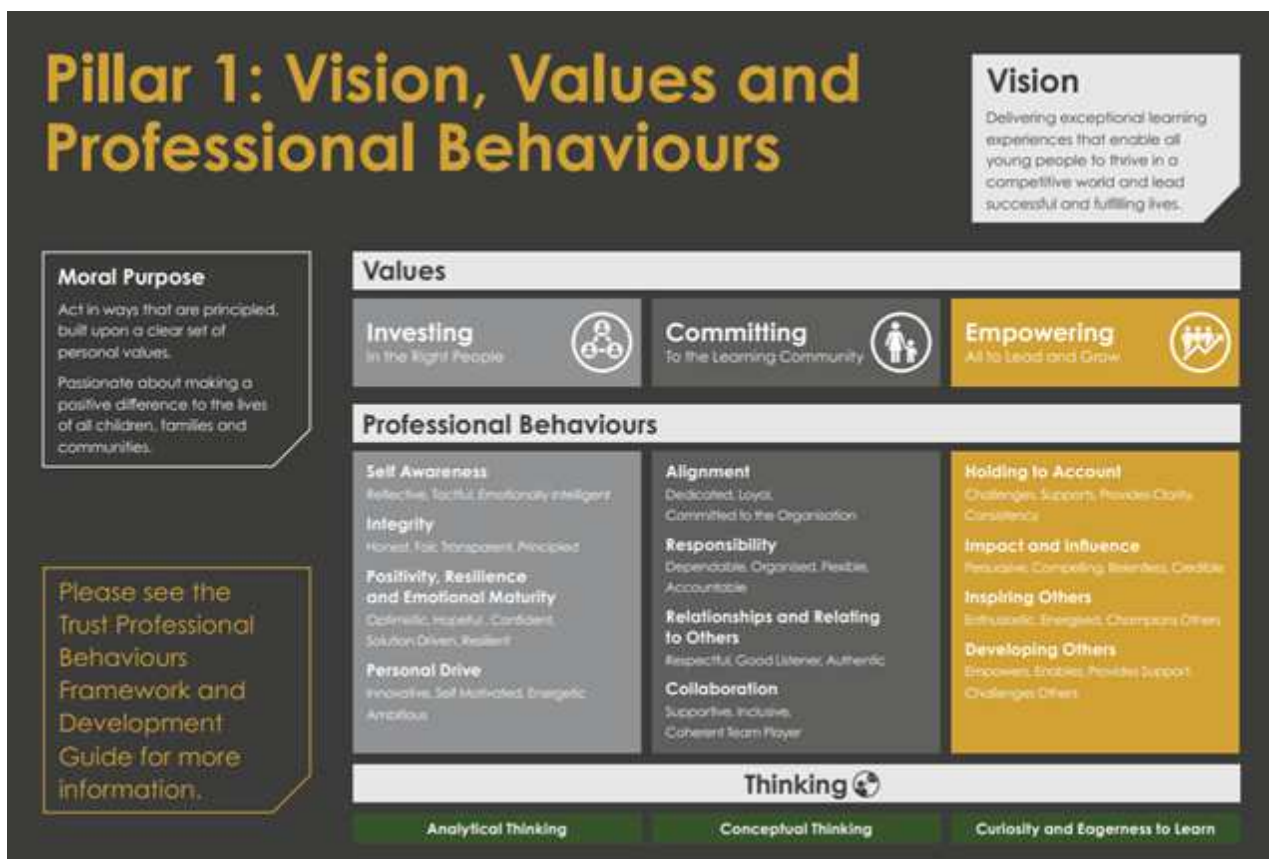 Pillar 1: Vision, Values and
Professional Behaviours
Vision
Delivering exceptional learning
experiences that enable all
young people to thrive in a
competitive world and lead
successful and fulfilling lives.
Moral Purpose
Act in ways that are principled,
built upon a clear set of
personal values.
Passionate about making a
positive difference to the lives
of all children, families and
communities.
Please see the
Trust Professional
Behaviours
Framework and
Development
Guide for more
information.
Values
Investing
In the Right People
Committing
To the Learning Community
Empowering
All to Lead and Grow
Professional Behaviours
Self Awareness
Reflective, Tactful, Emotionally Intelligent
Integrity
Honest, Fair, Transparent, Principled
Positivity, Resilience
and Emotional Maturity
Optimistic, Hopeful, Confident,
Solution Driven, Resilient
Personal Drive
Innovative, Self Motivated, Energetic
Ambitious
Alignment
Dedicated, Loyal,
Committed to the Organisation
Responsibility
Dependable, Organised, Flexible,
Accountable
Relationships and Relating
to Others
Respectful, Good Listener, Authentic
Collaboration
Supportive, Inclusive,
Coherent Team Player
Holding to Account
Challenges, Supports, Provides Clarity,
Consistency
Impact and Influence
Persuasive, Compelling, Relentless, Credible
Inspiring Others
Enthusiastic, Energised, Champions Others
Developing Others
Empowers, Enables, Provides Support,
Challenges Others
Thinking
Analytical Thinking
Conceptual Thinking
Curiosity and Eagerness to Learn